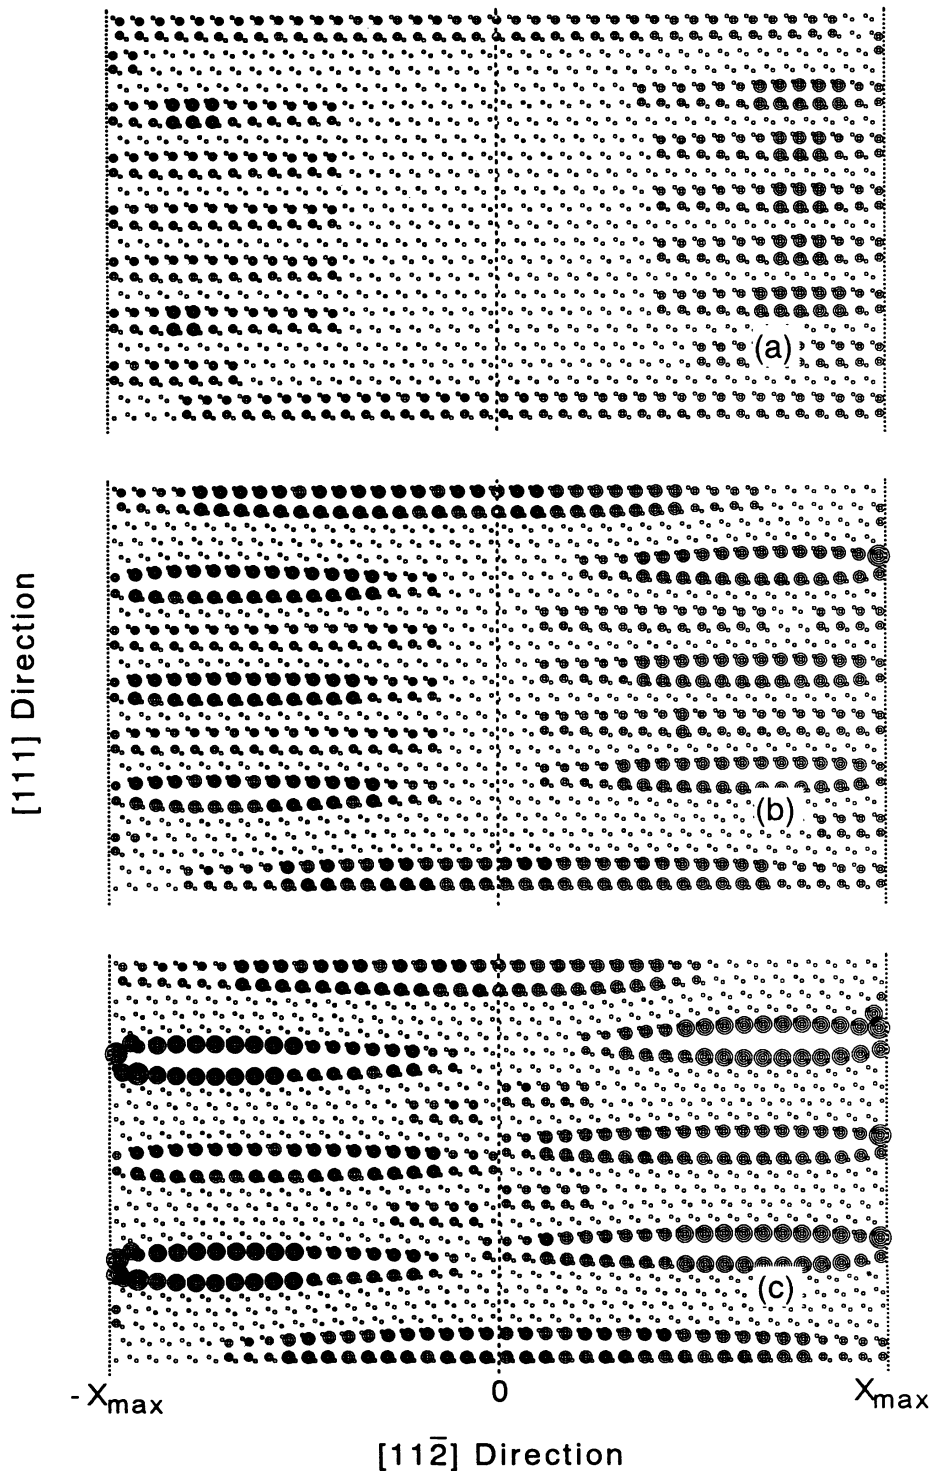 (a)
(b)
(c)
[111] Direction
- Xmax
0
Xmax
[112̅] Direction